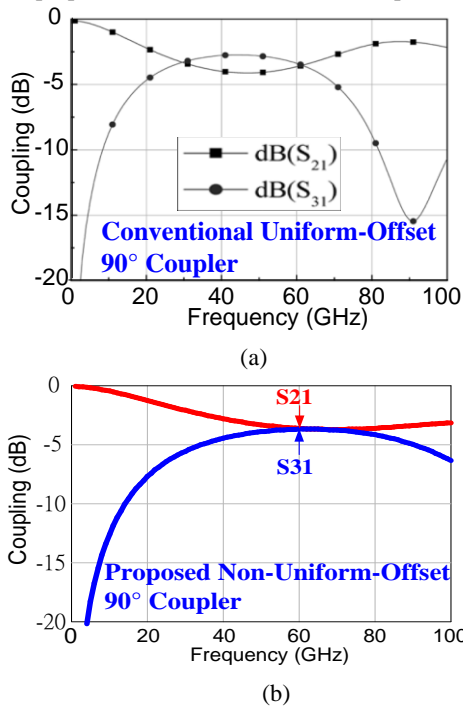 0
-5
-10
-15
-20
Coupling (dB)
dB(S21)
dB(S31)
Conventional Uniform-Offset
90° Coupler
0 20 40 60 80 100
Frequency (GHz)
(a)
0
-5
-10
-15
-20
Coupling (dB)
S21
S31
Proposed Non-Uniform-Offset
90° Coupler
0 20 40 60 80 100
Frequency (GHz)
(b)